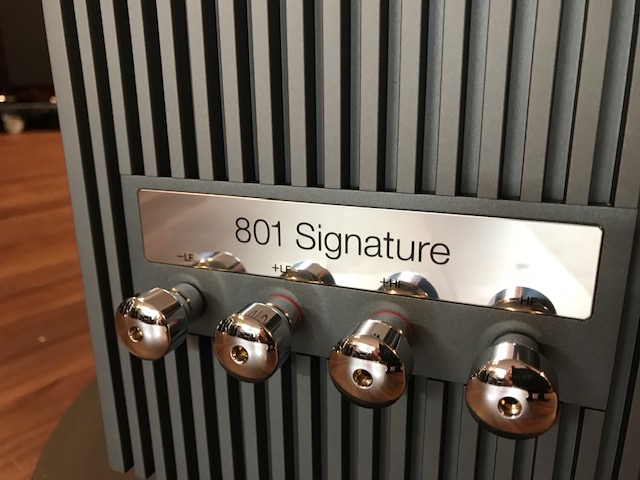 801 Signature
−LF
+LF
+HF
−HF